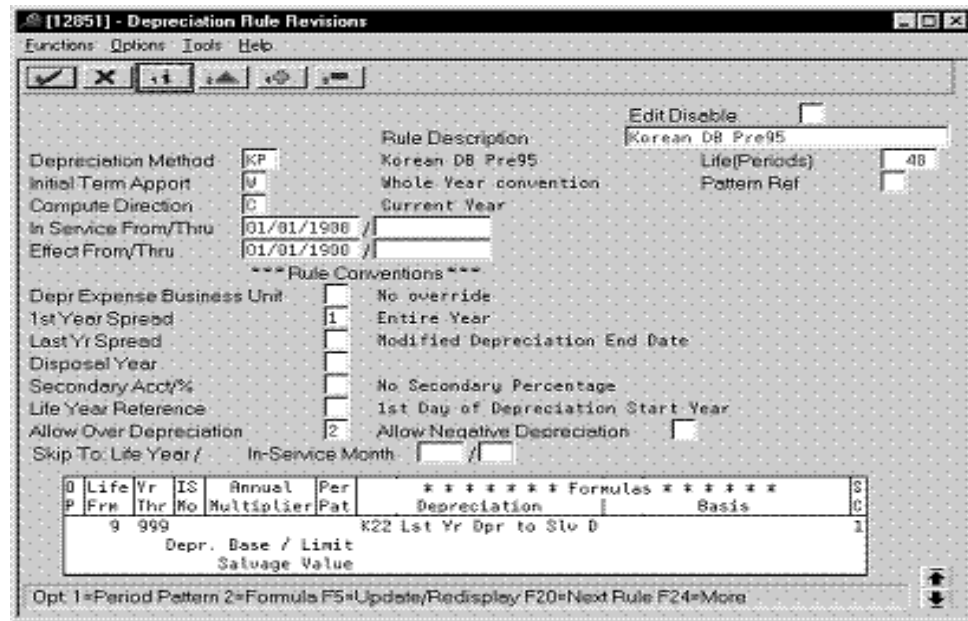 [12851] - Depreciation Rule Revisions
Functions Options Tools Help
Edit Disable
Rule Description Korean DB Pre95
Depreciation Method KP Korean DB Pre95 Life(Periods) 48
Initial Term Apport W Whole Year convention Pattern Ref
Compute Direction C Current Year
In Service From/Thru 01/01/1900 /
Effect From/Thru 01/01/1900 /
***Rule Conventions***
Depr Expense Business Unit No override
1st Year Spread 1 Entire Year
Last Yr Spread Modified Depreciation End Date
Disposal Year
Secondary Acct/% No Secondary Percentage
Life Year Reference 1st Day of Depreciation Start Year
Allow Over Depreciation 2 Allow Negative Depreciation
Skip To: Life Year / In-Service Month /
O Life Yr IS Annual Per * * * * * * * Formulas * * * * * * S
P Frm Thr Mo Multiplier Pat Depreciation Basis C
9 999 K22 Lst Yr Dpr to Slv D 1
Depr. Base / Limit
Salvage Value
Opt: 1=Period Pattern 2=Formula F5=Update/Redisplay F20=Next Rule F24=More